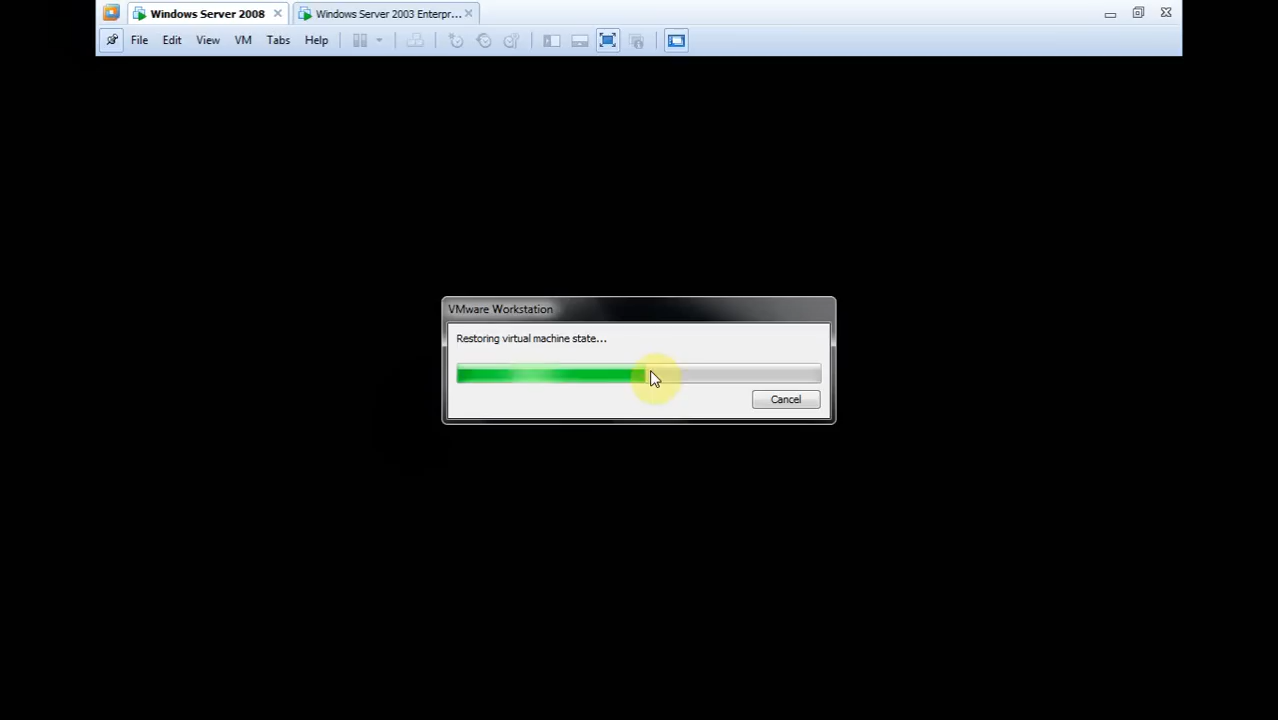 Windows Server 2008 Windows Server 2003 Enterpr...
File Edit View VM Tabs Help
VMware Workstation
Restoring virtual machine state...
Cancel